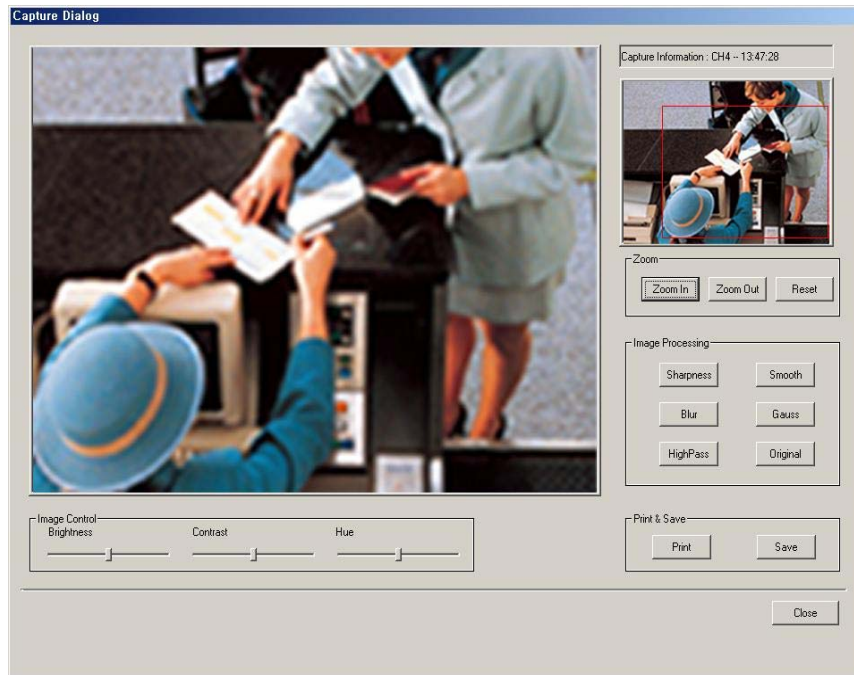 Capture Dialog
Capture Information : CH4 -- 13:47:28
Zoom
Zoom In Zoom Out Reset
Image Processing
Sharpness Smooth
Blur Gauss
HighPass Original
Image Control
Brightness Contrast Hue
Print & Save
Print Save
Close